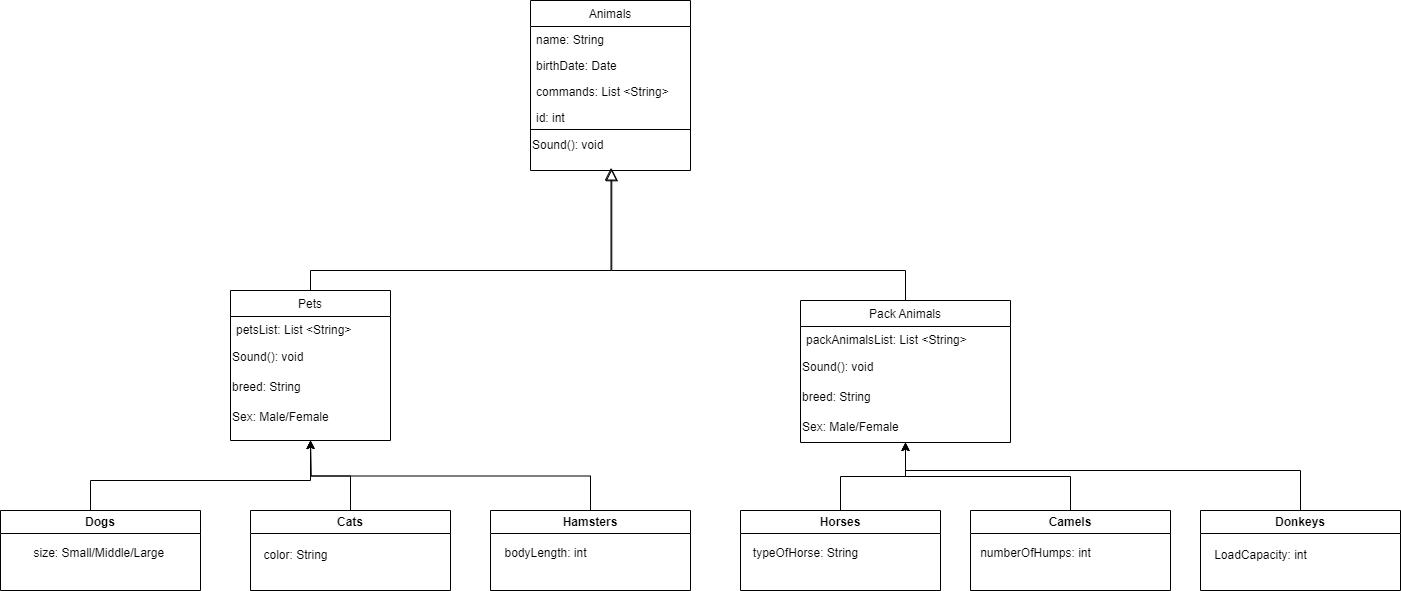 Animals
name: String
birthDate: Date
commands: List <String>
id: int
Sound(): void
Pets
petsList: List <String>
Sound(): void
breed: String
Sex: Male/Female
Pack Animals
packAnimalsList: List <String>
Sound(): void
breed: String
Sex: Male/Female
Dogs
size: Small/Middle/Large
Cats
color: String
Hamsters
bodyLength: int
Horses
typeOfHorse: String
Camels
numberOfHumps: int
Donkeys
LoadCapacity: int